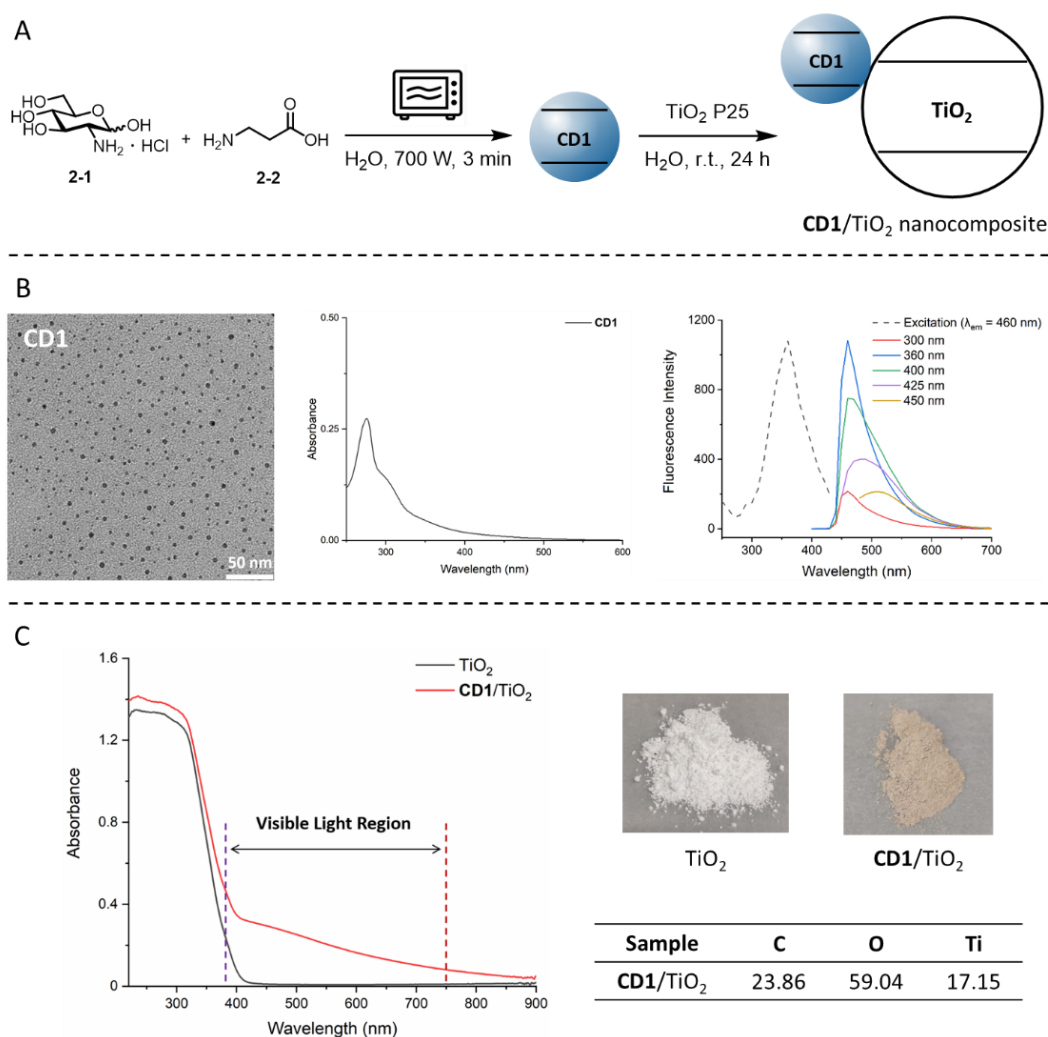 A
HO
HO
HO
O
OH
NH₂ · HCl
2-1
+
H₂N
O
OH
2-2
H₂O, 700 W, 3 min
CD1
TiO₂ P25
H₂O, r.t., 24 h
CD1
TiO₂
CD1/TiO₂ nanocomposite
B
CD1
50 nm
0.50
0.25
0.00
Absorbance
CD1
300 400 500 600
Wavelength (nm)
1200
900
600
300
0
Fluorescence Intensity
Excitation (λem = 460 nm)
300 nm
360 nm
400 nm
425 nm
450 nm
300 400 500 600 700
Wavelength (nm)
C
1.6
1.2
0.8
0.4
0
Absorbance
TiO₂
CD1/TiO₂
Visible Light Region
300 400 500 600 700 800 900
Wavelength (nm)
TiO₂
CD1/TiO₂
Sample C O Ti
CD1/TiO₂ 23.86 59.04 17.15